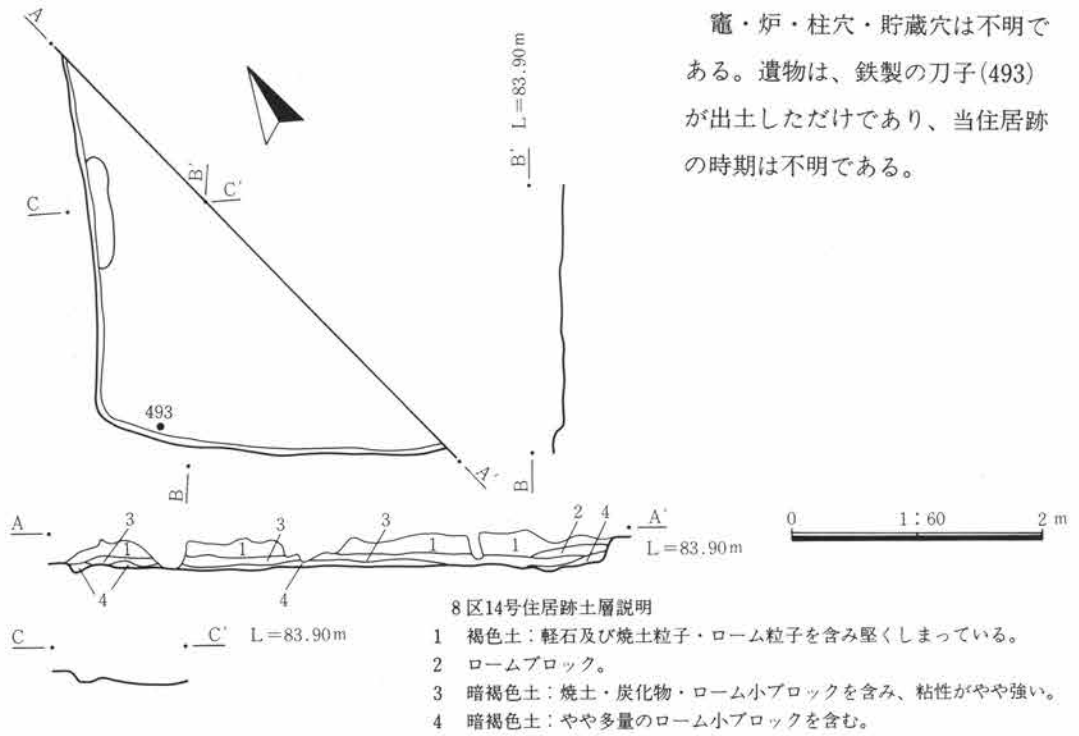 竈・炉・柱穴・貯蔵穴は不明で
ある。遺物は、鉄製の刀子(493)
が出土しただけであり、当住居跡
の時期は不明である。
A
B'
C'
C
493
B
A'
B' L=83.90m
B
A
3
1
3
1
3
1
1
2
4
A'
L=83.90m
4
4
0
1:60
2 m
C
C' L=83.90m
8区14号住居跡土層説明
1 褐色土：軽石及び焼土粒子・ローム粒子を含み堅くしまっている。
2 ロームブロック。
3 暗褐色土：焼土・炭化物・ローム小ブロックを含み、粘性がやや強い。
4 暗褐色土：やや多量のローム小ブロックを含む。